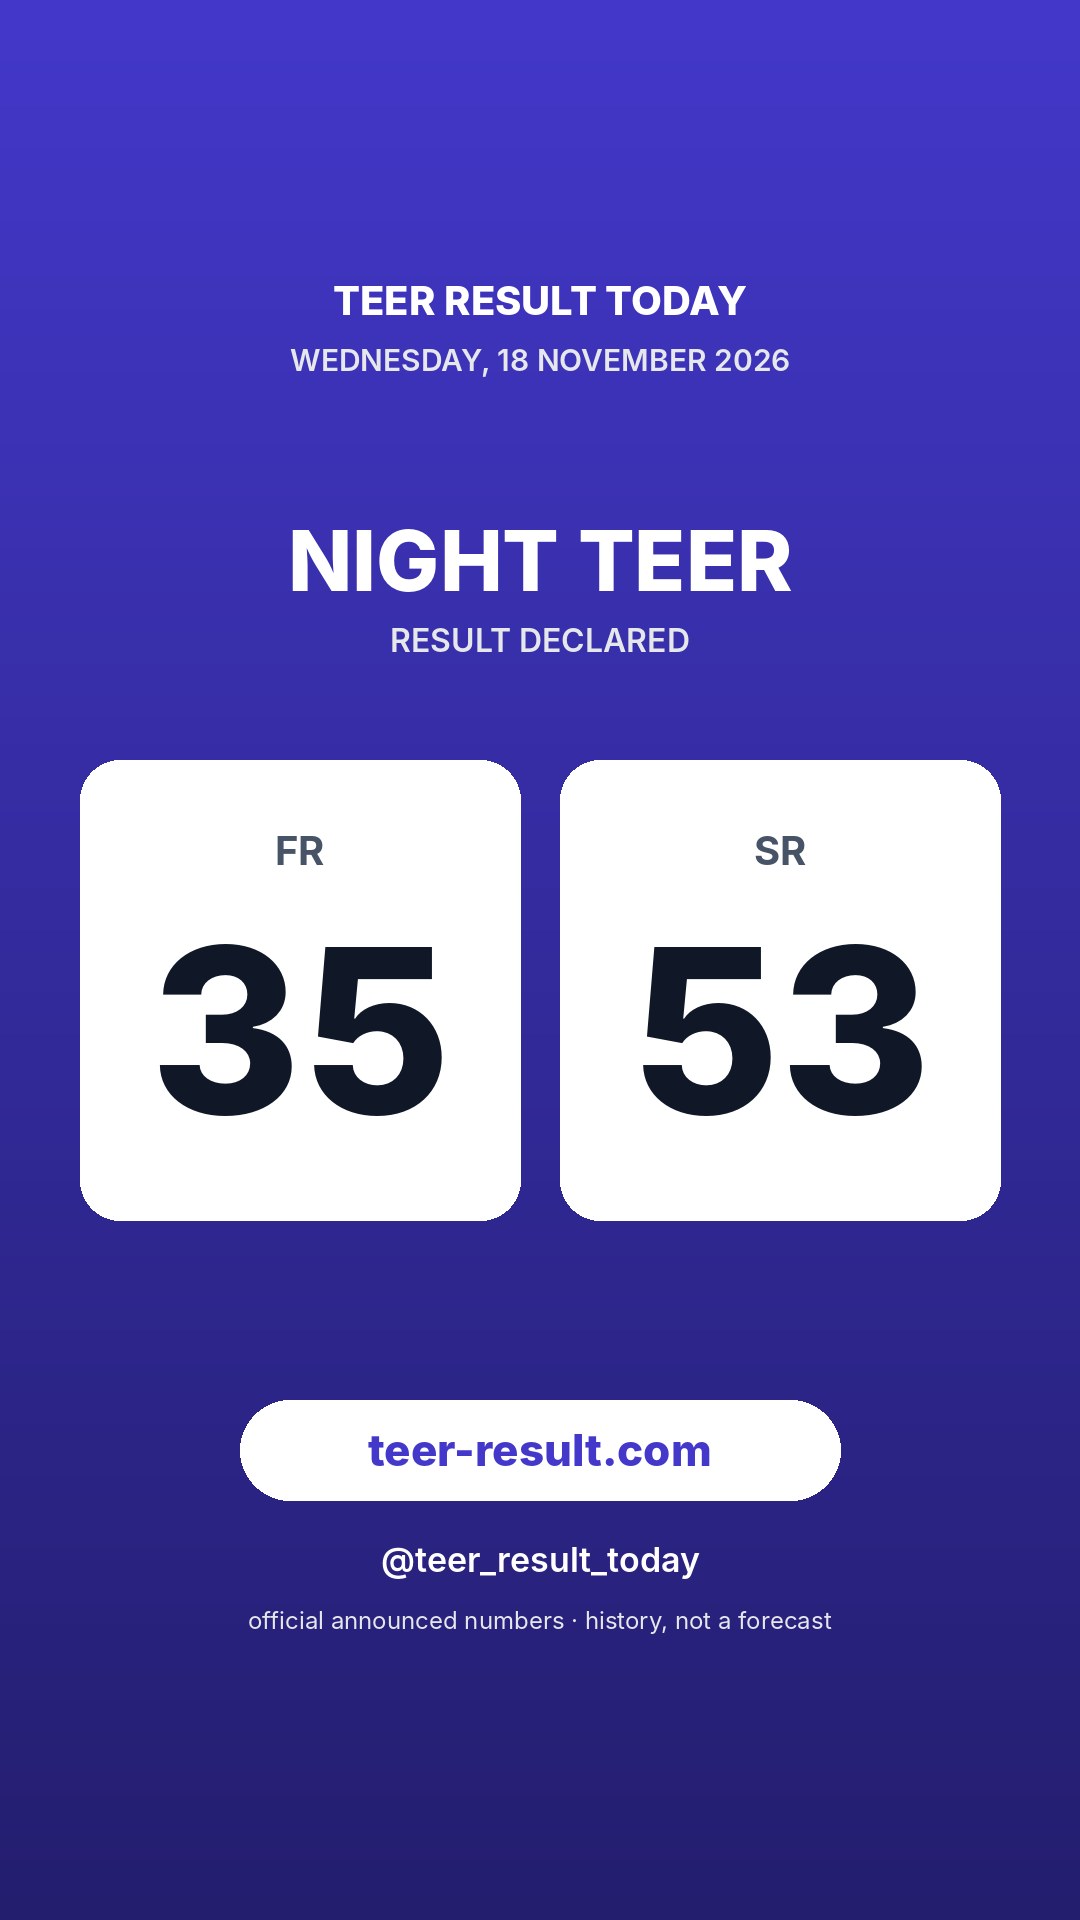 TEER RESULT TODAY
WEDNESDAY, 18 NOVEMBER 2026
NIGHT TEER
RESULT DECLARED
FR
35
SR
53
teer-result.com
@teer_result_today
official announced numbers · history, not a forecast